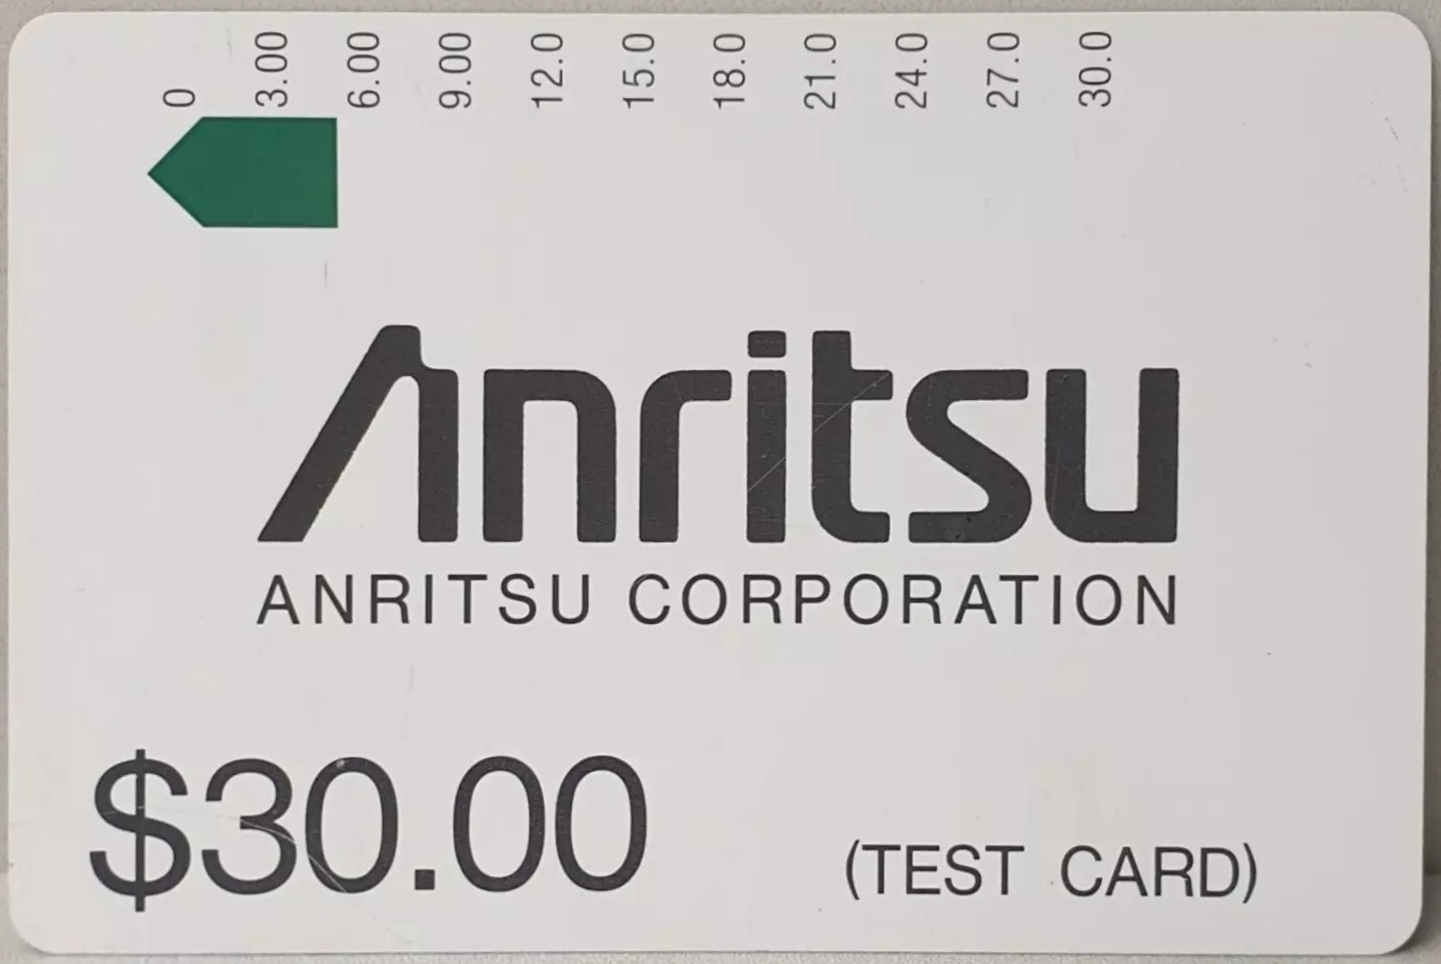 0 3.00 6.00 9.00 12.0 15.0 18.0 21.0 24.0 27.0 30.0
Anritsu
ANRITSU CORPORATION
$30.00 (TEST CARD)